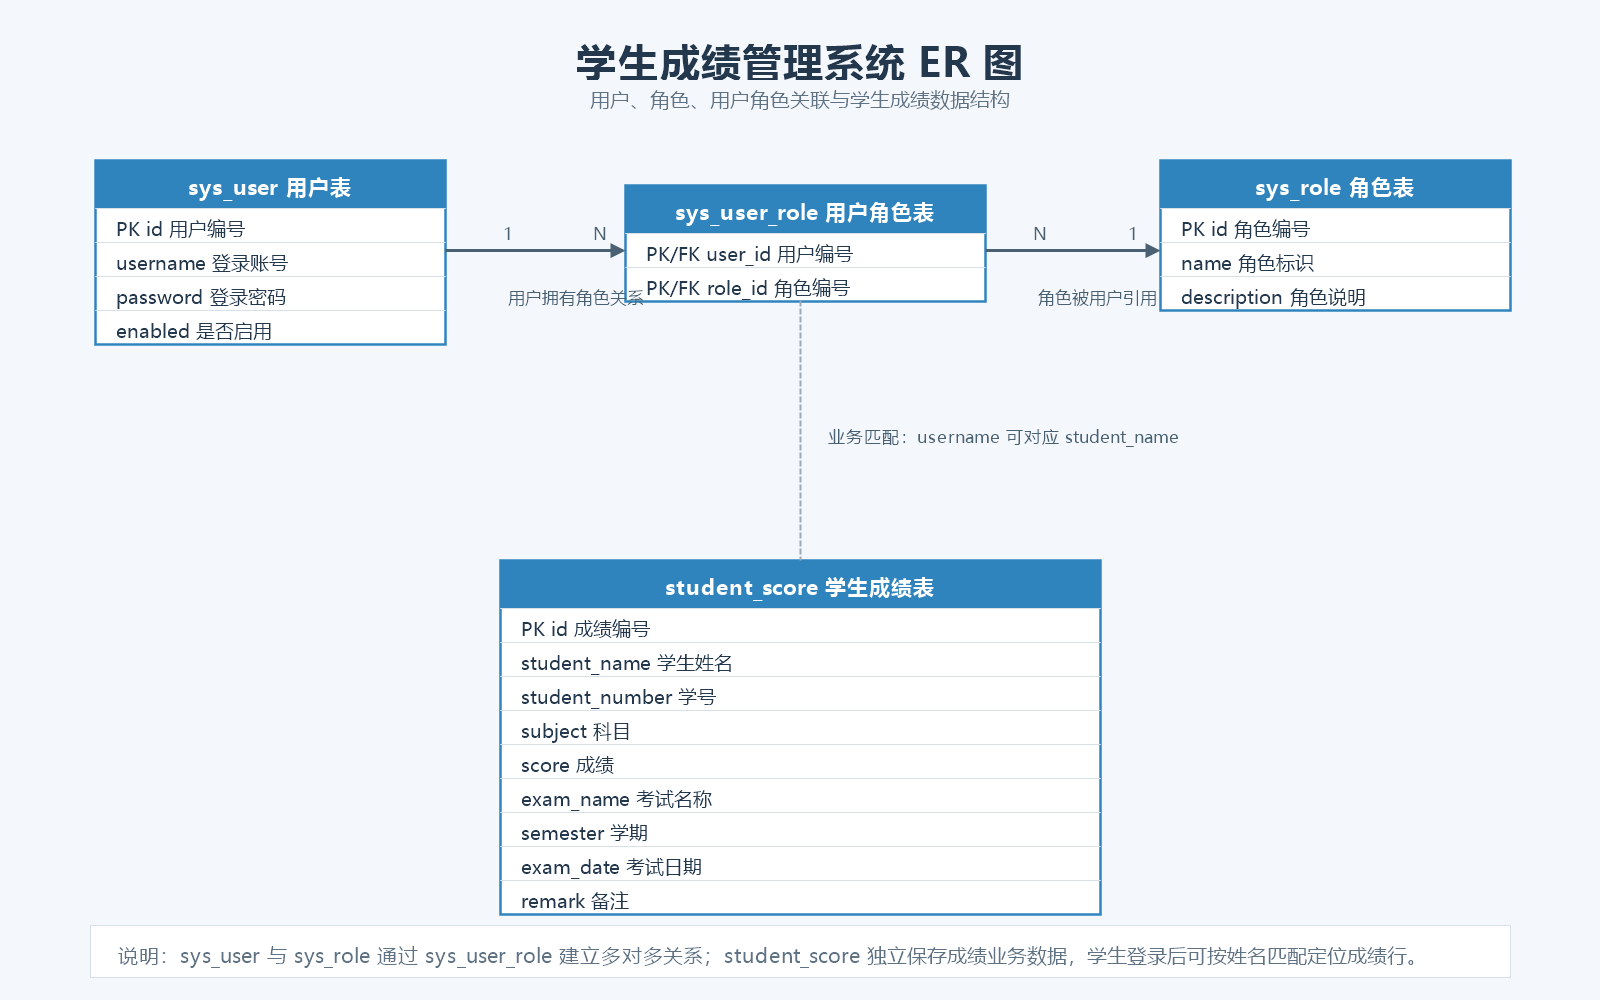 学生成绩管理系统 ER 图
用户、角色、用户角色关联与学生成绩数据结构
sys_user 用户表
PK id 用户编号
username 登录账号
password 登录密码
enabled 是否启用
1
N
用户拥有角色关系
sys_user_role 用户角色表
PK/FK user_id 用户编号
PK/FK role_id 角色编号
N
1
角色被用户引用
sys_role 角色表
PK id 角色编号
name 角色标识
description 角色说明
业务匹配：username 可对应 student_name
student_score 学生成绩表
PK id 成绩编号
student_name 学生姓名
student_number 学号
subject 科目
score 成绩
exam_name 考试名称
semester 学期
exam_date 考试日期
remark 备注
说明：sys_user 与 sys_role 通过 sys_user_role 建立多对多关系；student_score 独立保存成绩业务数据，学生登录后可按姓名匹配定位成绩行。